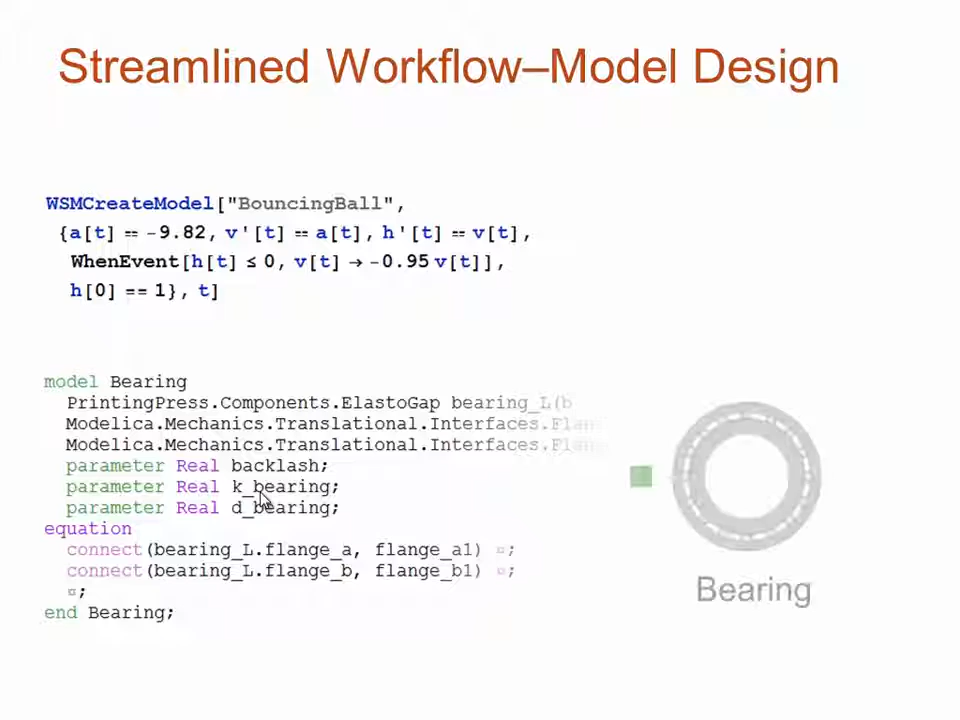 Streamlined Workflow–Model Design
WSMCreateModel["BouncingBall",
{a[t] == -9.82, v'[t] == a[t], h'[t] == v[t],
WhenEvent[h[t] ≤ 0, v[t] → -0.95 v[t]],
h[0] == 1}, t]
model Bearing
PrintingPress.Components.ElastoGap bearing_L(b
Modelica.Mechanics.Translational.Interfaces.Flan
Modelica.Mechanics.Translational.Interfaces.Flan
parameter Real backlash;
parameter Real k_bearing;
parameter Real d_bearing;
equation
connect(bearing_L.flange_a, flange_a1) ¤;
connect(bearing_L.flange_b, flange_b1) ¤;
¤;
end Bearing;
Bearing